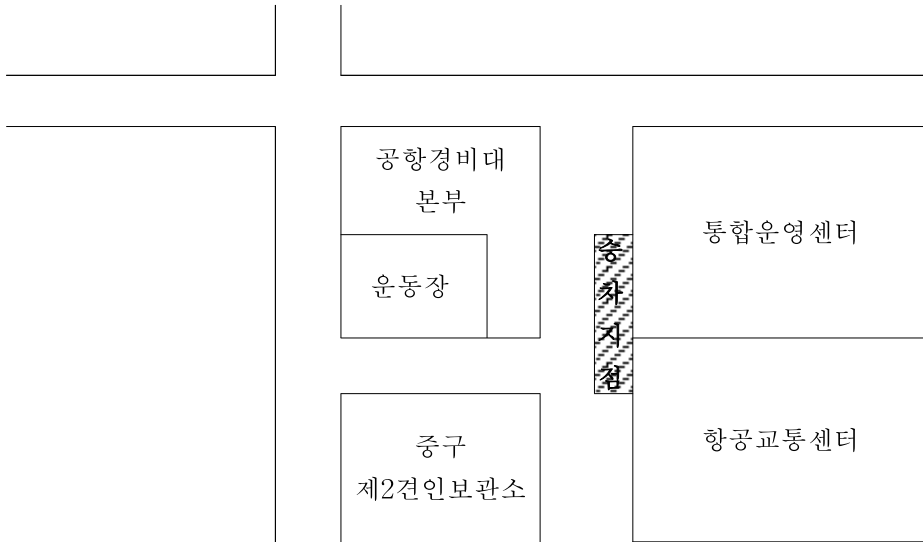 공항경비대
본부
통합운영센터
운동장
승차지점
중구
제2견인보관소
항공교통센터